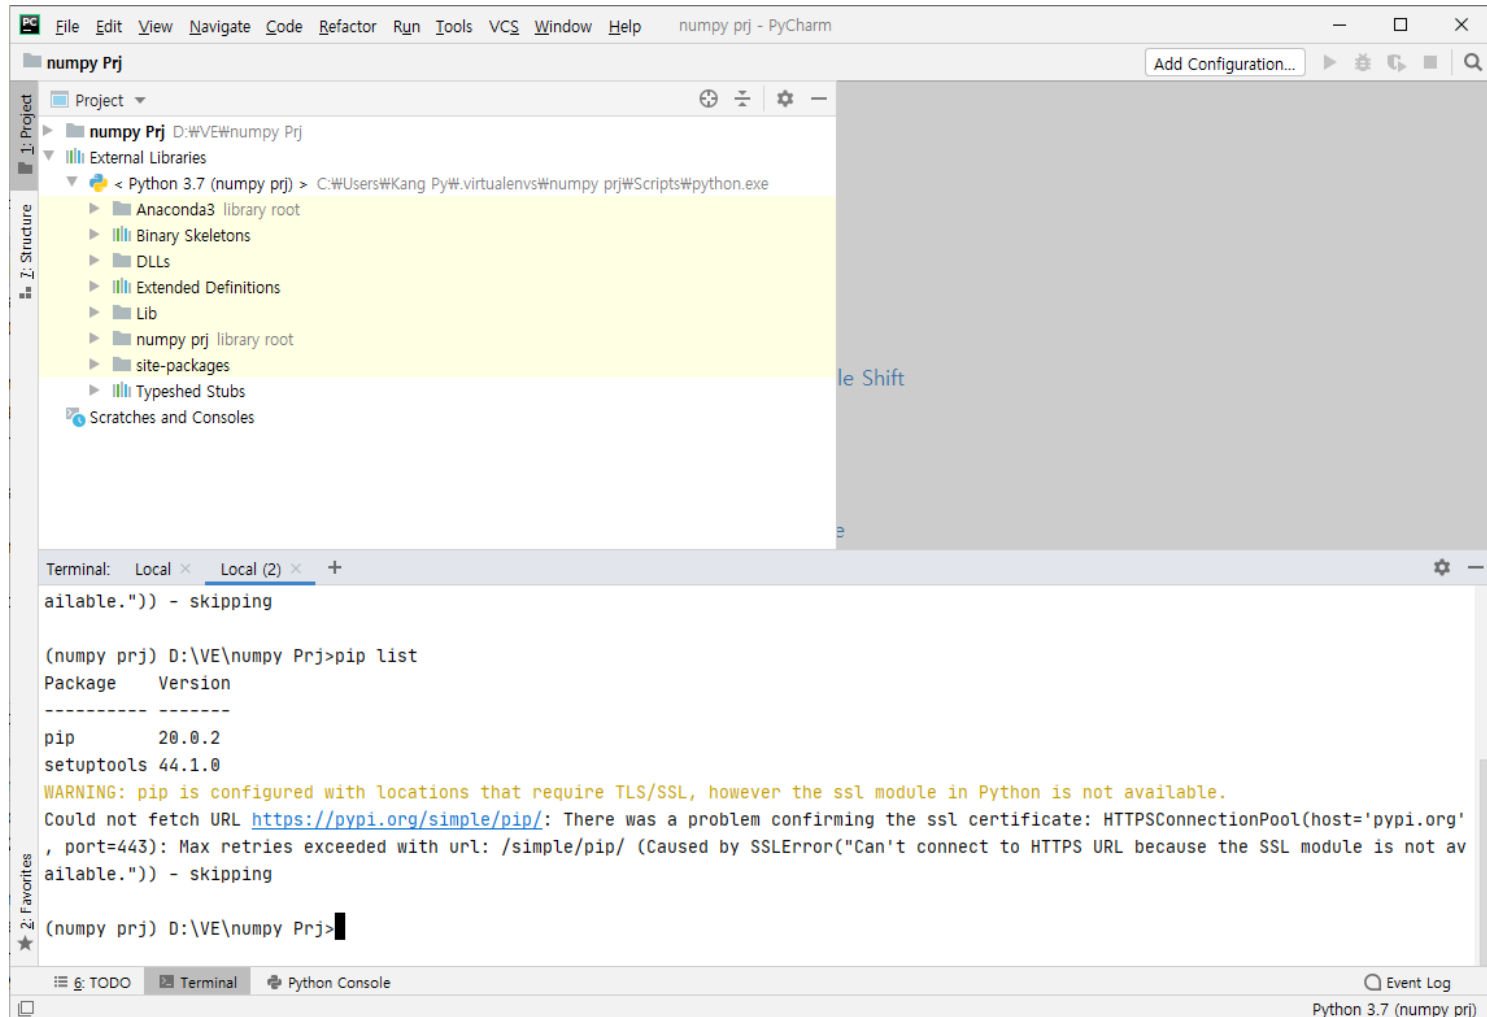 PC File Edit View Navigate Code Refactor Run Tools VCS Window Help numpy prj - PyCharm
numpy Prj Add Configuration...
1: Project
Project
numpy Prj D:₩VE₩numpy Prj
External Libraries
< Python 3.7 (numpy prj) > C:₩Users₩Kang Py₩.virtualenvs₩numpy prj₩Scripts₩python.exe
Anaconda3 library root
Binary Skeletons
DLLs
Extended Definitions
Lib
numpy prj library root
site-packages
Typeshed Stubs
Scratches and Consoles
7: Structure
le Shift
e
Terminal: Local Local (2)
ailable.")) - skipping
(numpy prj) D:\VE\numpy Prj>pip list
Package Version
---------- -------
pip 20.0.2
setuptools 44.1.0
WARNING: pip is configured with locations that require TLS/SSL, however the ssl module in Python is not available.
Could not fetch URL https://pypi.org/simple/pip/: There was a problem confirming the ssl certificate: HTTPSConnectionPool(host='pypi.org'
, port=443): Max retries exceeded with url: /simple/pip/ (Caused by SSLError("Can't connect to HTTPS URL because the SSL module is not av
ailable.")) - skipping
(numpy prj) D:\VE\numpy Prj>
2: Favorites
6: TODO Terminal Python Console Event Log
Python 3.7 (numpy prj)